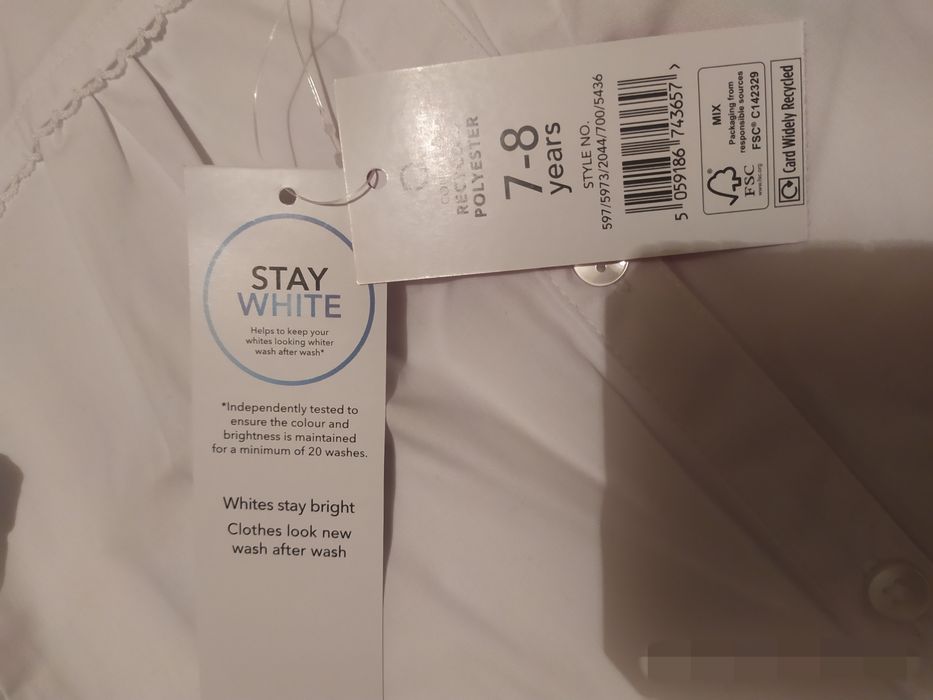 STAY
WHITE
Helps to keep your
whites looking whiter
wash after wash*
*Independently tested to
ensure the colour and
brightness is maintained
for a minimum of 20 washes.
Whites stay bright
Clothes look new
wash after wash
POLYESTER
7-8
years
STYLE NO.
597/5973/2044/700/5436
5 059186 743657 >
FSC
www.fsc.org
MIX
Packaging from
responsible sources
FSC® C142329
Card Widely Recycled